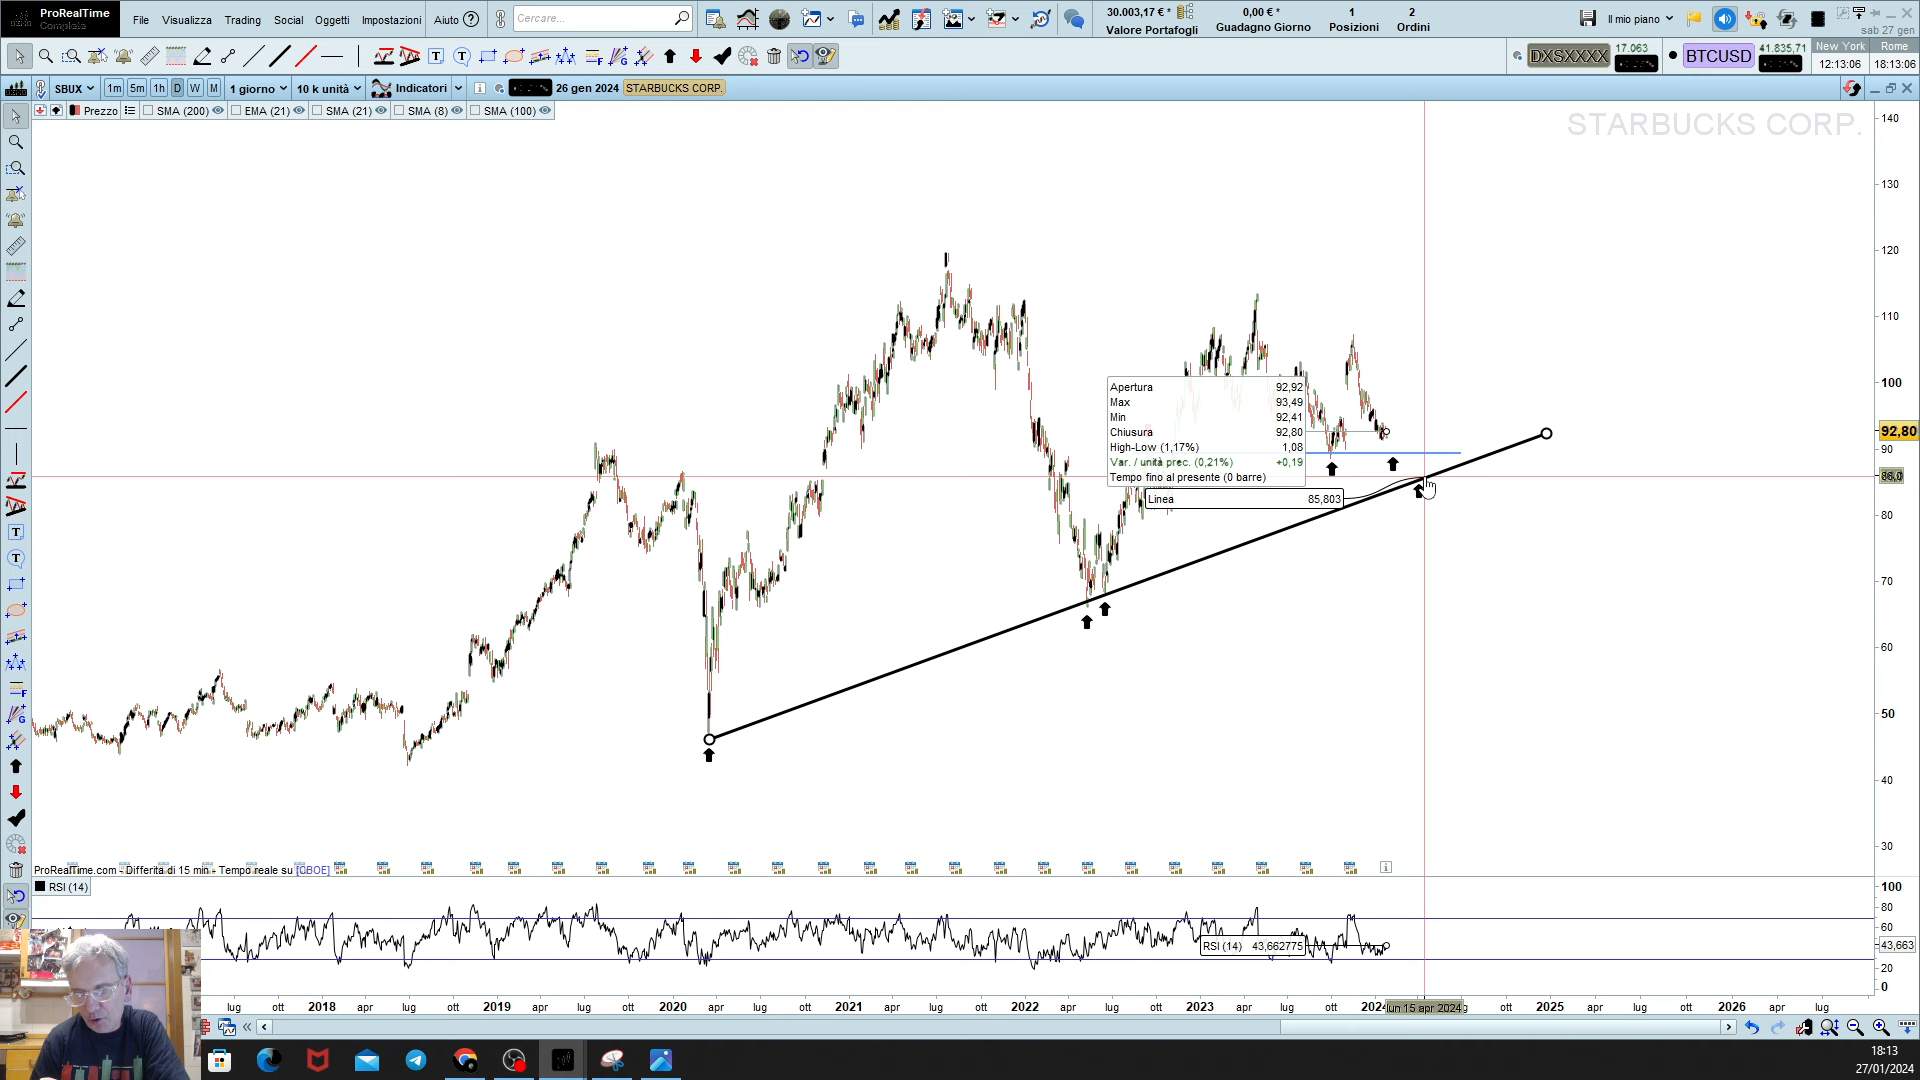 ProRealTime
Complete
File Visualizza Trading Social Oggetti Impostazioni Aiuto ?
Cercare...
30.003,17 € *
Valore Portafogli
0,00 € *
Guadagno Giorno
1
Posizioni
2
Ordini
Il mio piano
sab 27 gen
DXSXXXX 17.063
BTCUSD 41.835,71
New York Rome
12:13:06 18:13:06
SBUX 1m 5m 1h D W M 1 giorno 10 k unità Indicatori 26 gen 2024 STARBUCKS CORP.
Prezzo SMA (200) EMA (21) SMA (21) SMA (8) SMA (100)
STARBUCKS CORP.
140
130
120
110
100
92,80
90
80
70
60
50
40
30
Apertura 92,92
Max 93,49
Min 92,41
Chiusura 92,80
High-Low (1,17%) 1,08
Var. / unità prec. (0,21%) +0,19
Tempo fino al presente (0 barre)
Linea 85,803
ProRealTime.com - Differita di 15 min - Tempo reale su [CBOE]
RSI (14)
100
80
60
43,663
20
0
RSI (14) 43,662775
lug ott 2018 apr lug ott 2019 apr lug ott 2020 apr lug ott 2021 apr lug ott 2022 apr lug ott 2023 apr lug ott 2024 lun 15 apr 2024 ott 2025 apr lug ott 2026 apr lug
18:13
27/01/2024